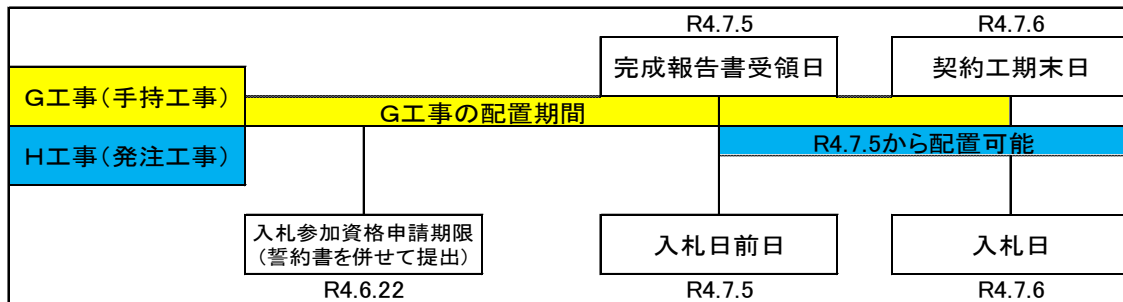 R4.7.5
R4.7.6
完成報告書受領日
契約工期末日
G工事(手持工事)
G工事の配置期間
H工事(発注工事)
R4.7.5から配置可能
入札参加資格申請期限
(誓約書を併せて提出)
入札日前日
入札日
R4.6.22
R4.7.5
R4.7.6